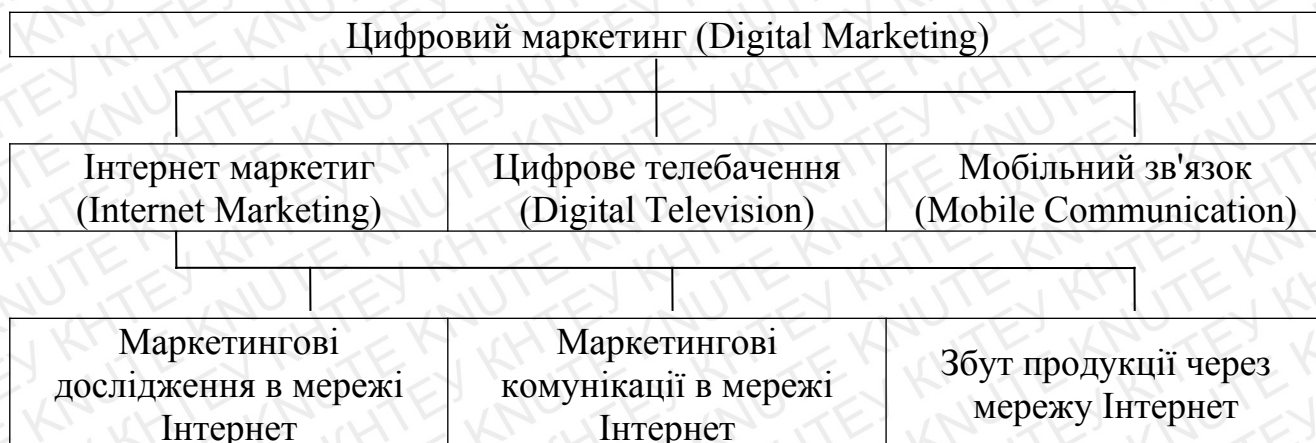 Цифровий маркетинг (Digital Marketing)
Інтернет маркетиг
(Internet Marketing)
Цифрове телебачення
(Digital Television)
Мобільний зв'язок
(Mobile Communication)
Маркетингові
дослідження в мережі
Інтернет
Маркетингові
комунікації в мережі
Інтернет
Збут продукції через
мережу Інтернет